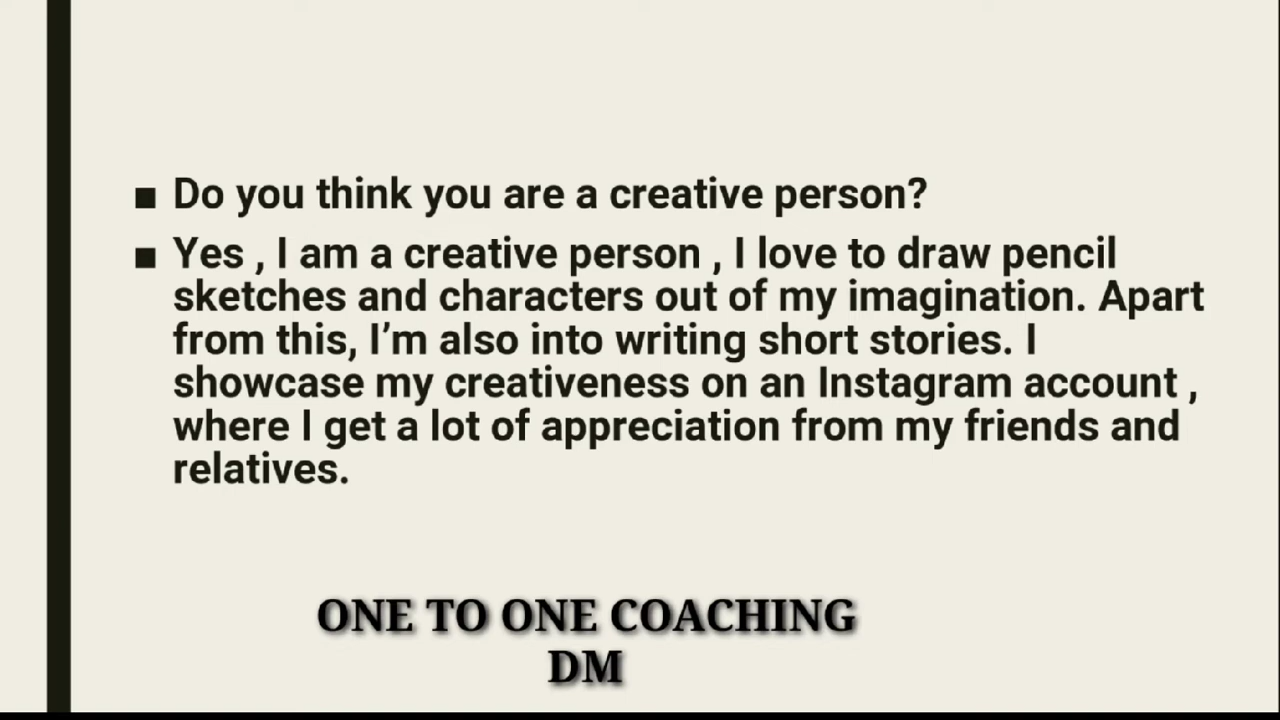 Do you think you are a creative person?
Yes , I am a creative person , I love to draw pencil
sketches and characters out of my imagination. Apart
from this, I'm also into writing short stories. I
showcase my creativeness on an Instagram account ,
where I get a lot of appreciation from my friends and
relatives.
ONE TO ONE COACHING
DM